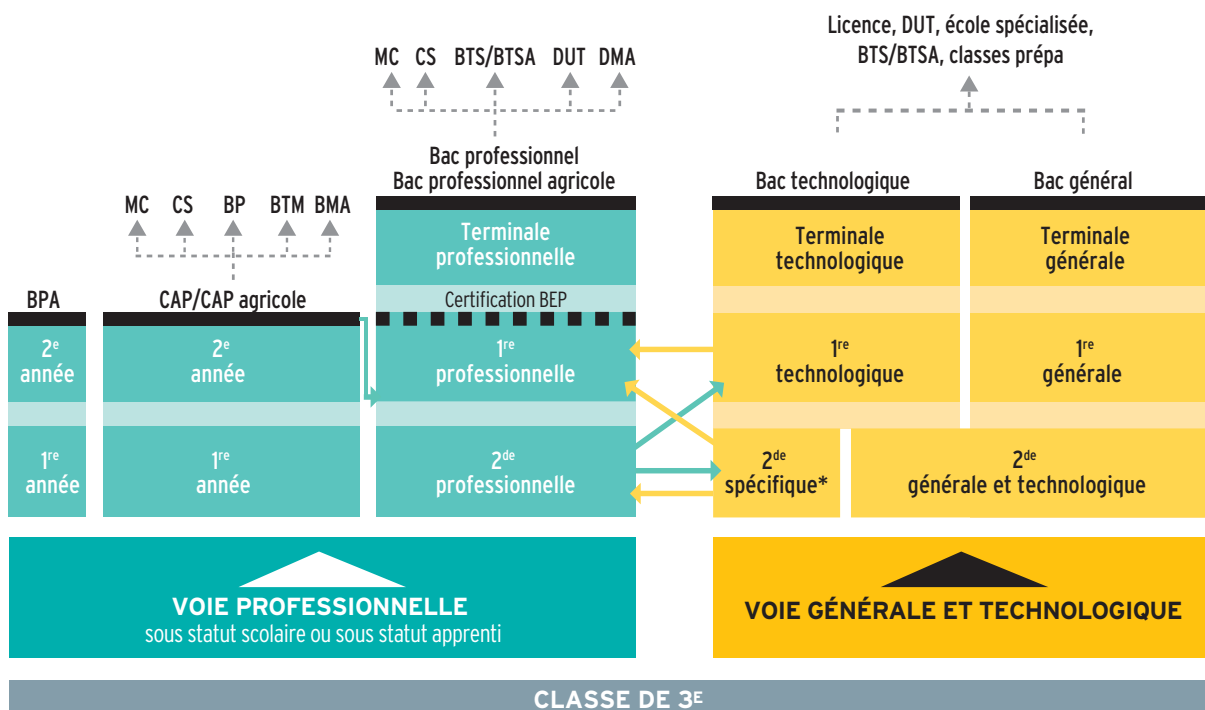 Licence, DUT, école spécialisée,
BTS/BTSA, classes prépa
MC CS BTS/BTSA DUT DMA
Bac professionnel
Bac professionnel agricole
Bac technologique
Bac général
MC CS BP BTM BMA
Terminale
professionnelle
Terminale
technologique
Terminale
générale
BPA
CAP/CAP agricole
Certification BEP
2e
année
2e
année
1re
professionnelle
1re
technologique
1re
générale
1re
année
1re
année
2de
professionnelle
2de
spécifique*
2de
générale et technologique
VOIE PROFESSIONNELLE
sous statut scolaire ou sous statut apprenti
VOIE GÉNÉRALE ET TECHNOLOGIQUE
CLASSE DE 3E